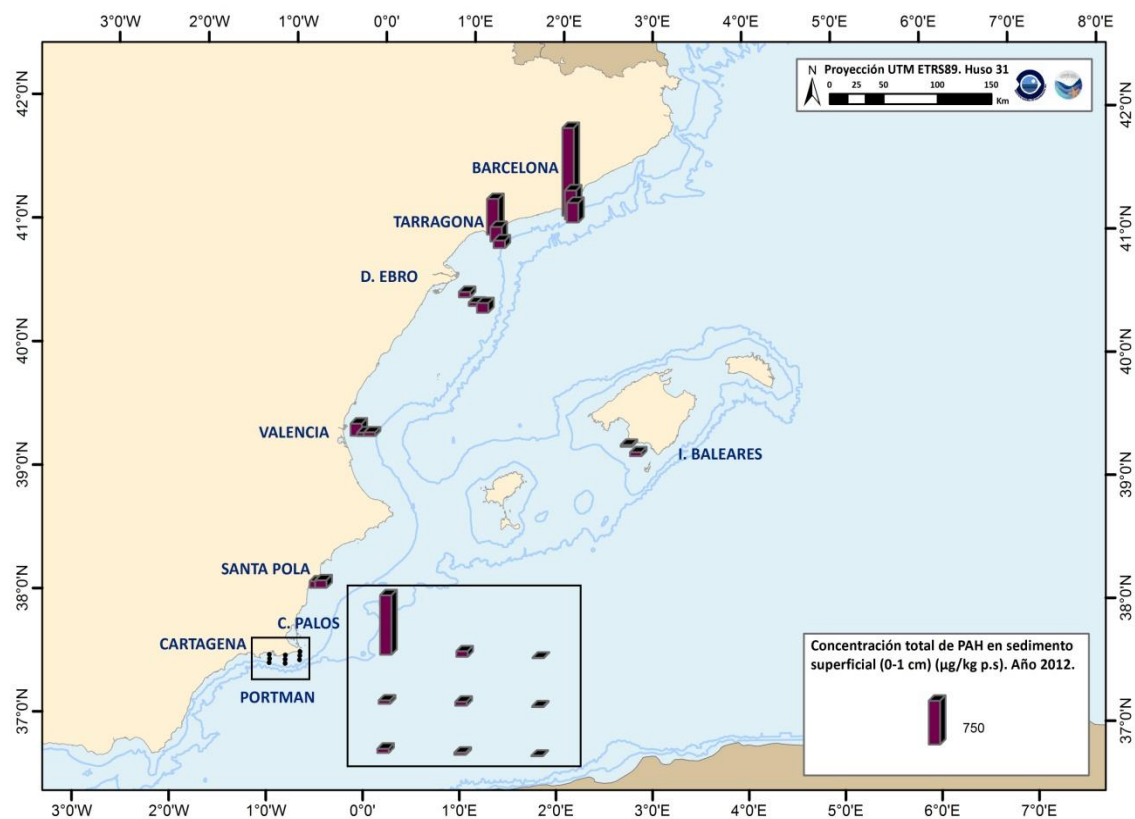 3°0'W 2°0'W 1°0'W 0°0' 1°0'E 2°0'E 3°0'E 4°0'E 5°0'E 6°0'E 7°0'E 8°0'E
N Proyección UTM ETRS89. Huso 31
0 25 50 100 150
Km
42°0'N 42°0'N
BARCELONA
41°0'N TARRAGONA 41°0'N
D. EBRO
40°0'N 40°0'N
VALENCIA
I. BALEARES
39°0'N 39°0'N
SANTA POLA
38°0'N 38°0'N
C. PALOS
CARTAGENA
PORTMAN
Concentración total de PAH en sedimento
superficial (0-1 cm) (µg/kg p.s). Año 2012.
750
37°0'N 37°0'N
3°0'W 2°0'W 1°0'W 0°0' 1°0'E 2°0'E 3°0'E 4°0'E 5°0'E 6°0'E 7°0'E